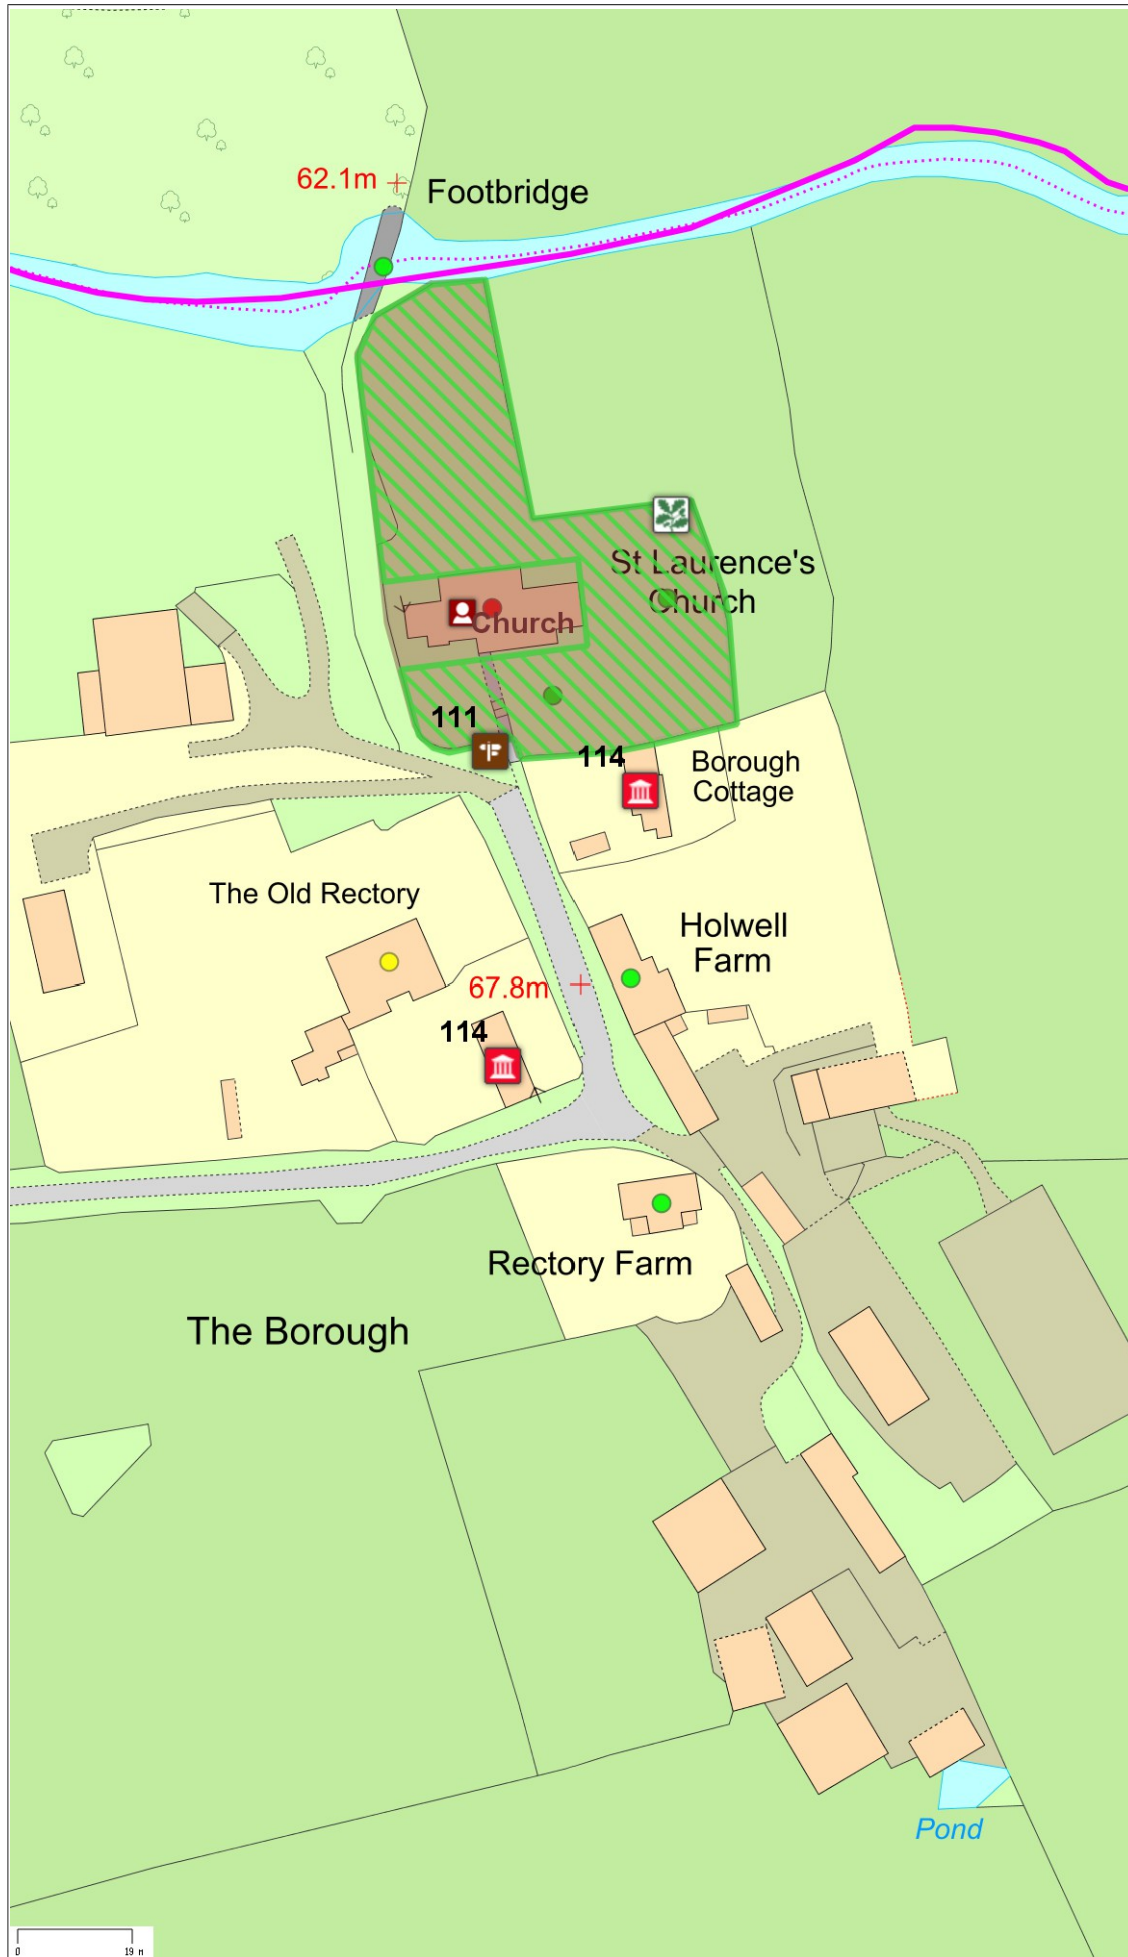 62.1m
Footbridge
St Laurence's
Church
Church
111
114
Borough
Cottage
The Old Rectory
Holwell
Farm
67.8m
114
Rectory Farm
The Borough
Pond
0 19 M